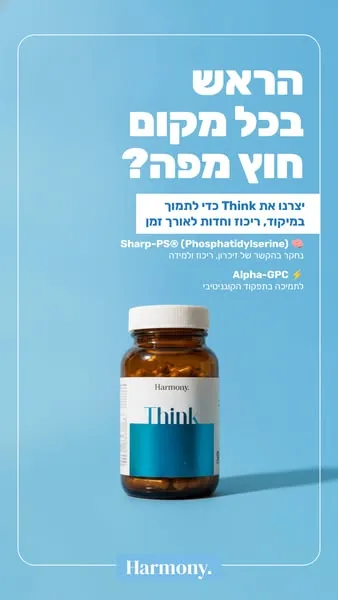 הראש
בכל מקום
חוץ מפה?
יצרנו את Think כדי לתמוך
במיקוד, ריכוז וחדות לאורך זמן
🧠 Sharp-PS® (Phosphatidylserine)
נחקר בהקשר של זיכרון, ריכוז ולמידה
⚡ Alpha-GPC
לתמיכה בתפקוד הקוגניטיבי
Harmony.
Think
Harmony.